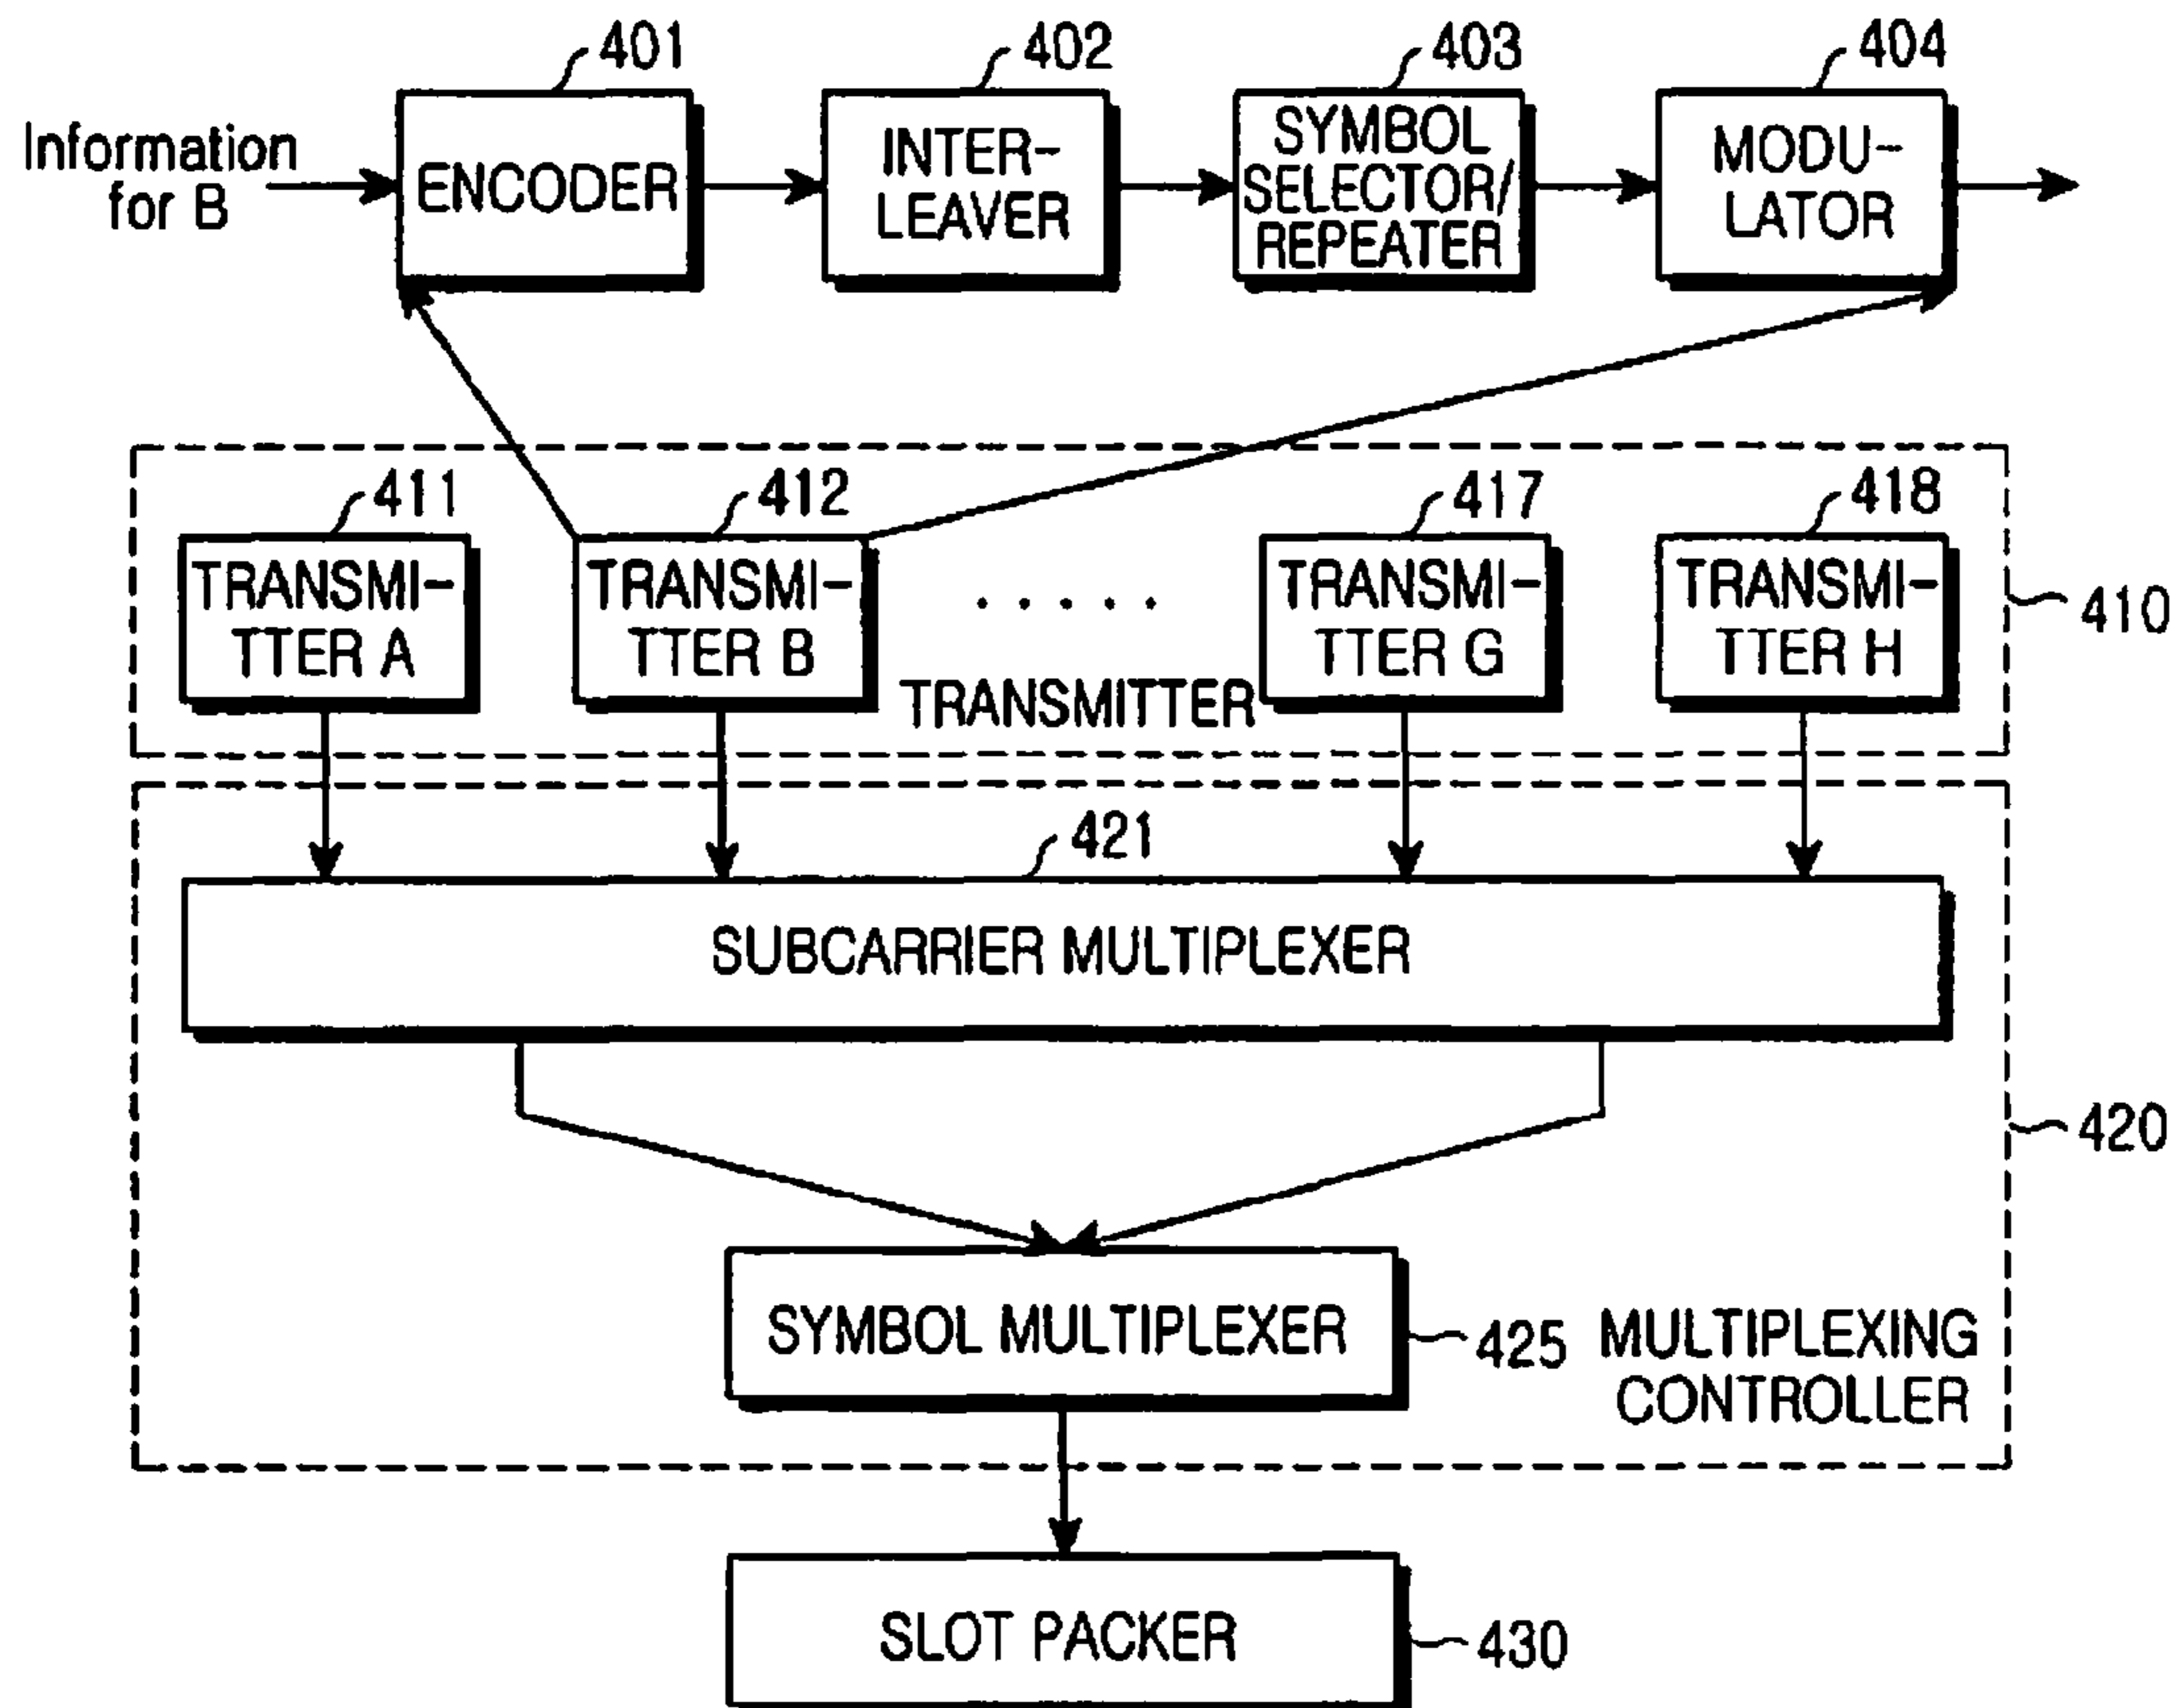 401
402
403
404
Information
for B
ENCODER
INTER-
LEAVER
SYMBOL
SELECTOR/
REPEATER
MODU-
LATOR
411
412
417
418
TRANSMI-
TTER A
TRANSMI-
TTER B
.....
TRANSMI-
TTER G
TRANSMI-
TTER H
410
TRANSMITTER
421
SUBCARRIER MULTIPLEXER
420
SYMBOL MULTIPLEXER
425
MULTIPLEXING
CONTROLLER
SLOT PACKER
430